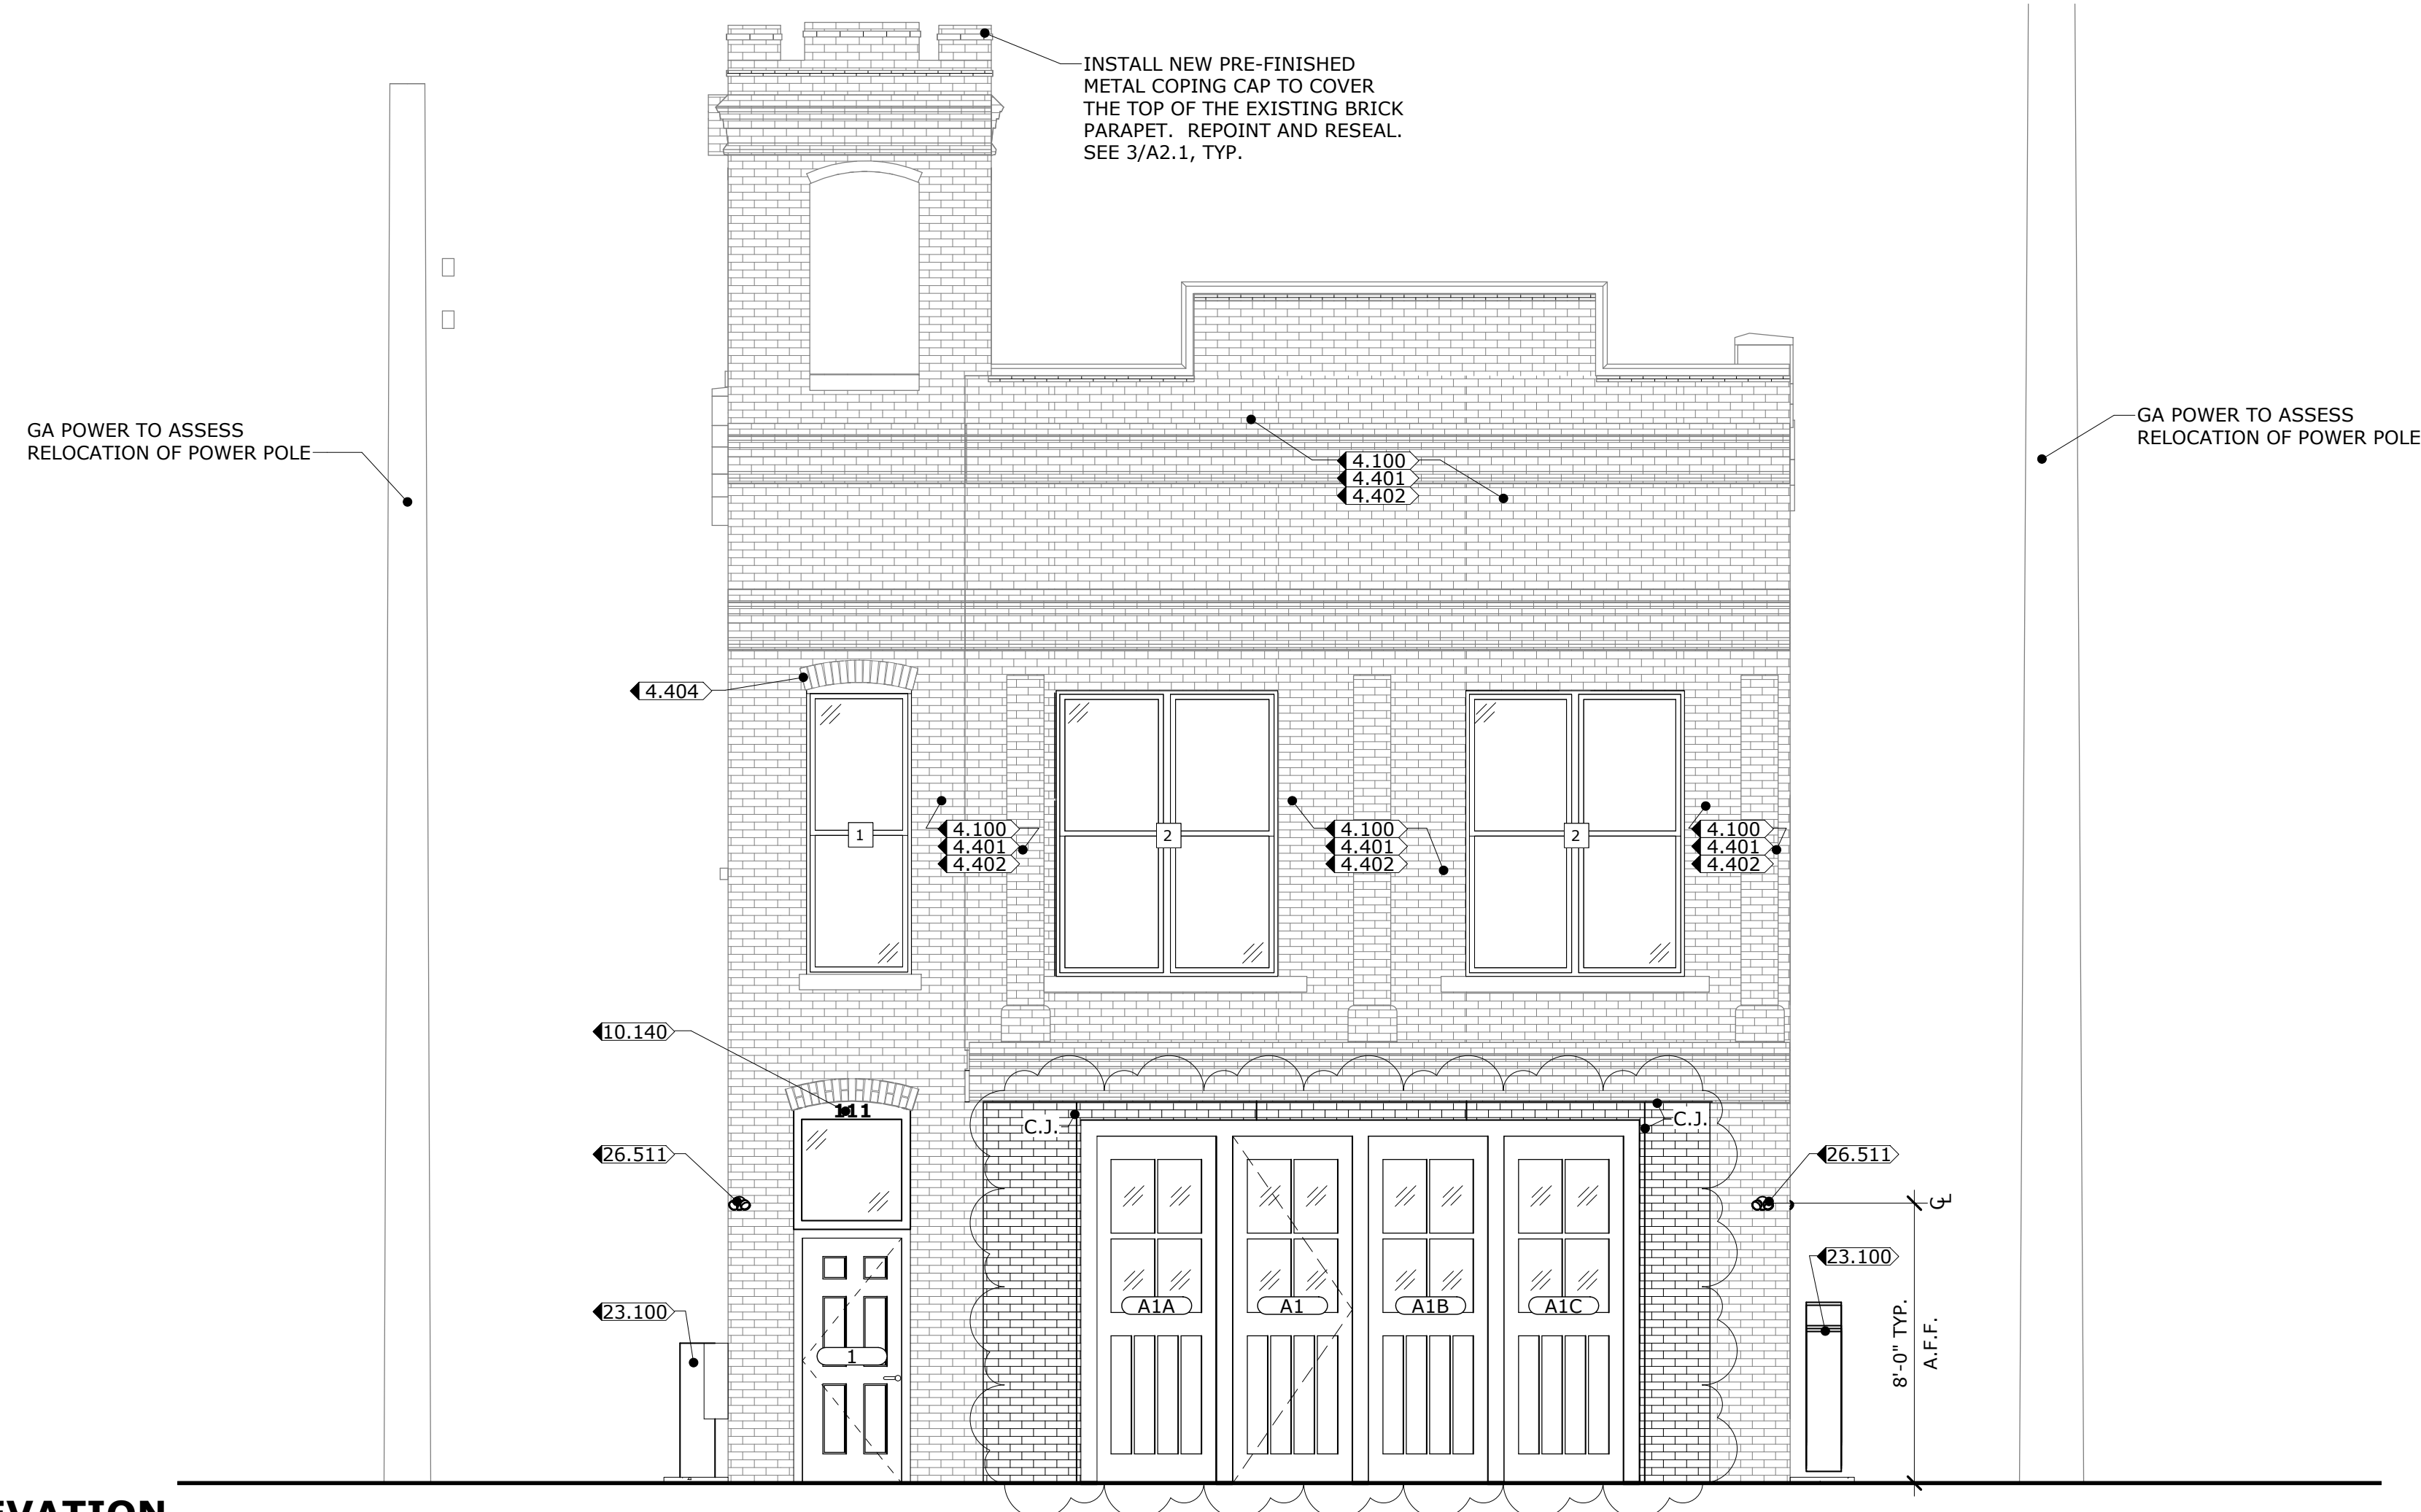 INSTALL NEW PRE-FINISHED
METAL COPING CAP TO COVER
THE TOP OF THE EXISTING BRICK
PARAPET.  REPOINT AND RESEAL.
SEE 3/A2.1, TYP.
GA POWER TO ASSESS
RELOCATION OF POWER POLE
GA POWER TO ASSESS
RELOCATION OF POWER POLE
4.100
4.401
4.402
4.404
1
2
2
4.100
4.401
4.402
4.100
4.401
4.402
4.100
4.401
4.402
10.140
111
C.J.
C.J.
26.511
26.511
CL
23.100
23.100
A1A
A1
A1B
A1C
1
8'-0" TYP.
A.F.F.